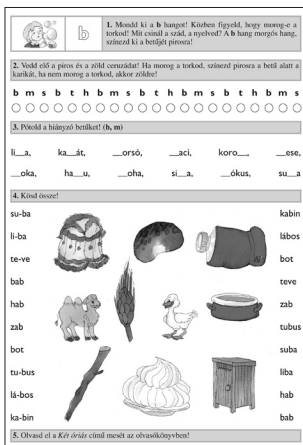 b
1. Mondd ki a b hangot! Közben figyeld, hogy morog-e a
torkod! Mit csinál a szád, a nyelved? A b hang morgós hang,
színezd ki a betűjét pirosra!
2. Vedd elő a piros és a zöld ceruzádat! Ha morog a torkod, színezd pirosra a betű alatt a
karikát, ha nem morog a torkod, akkor zöldre!
b m s b t h b m s b t h b m s b t h b m s
3. Pótold a hiányzó betűket! (b, m)
li__a, ka__át, __orsó, __aci, koro__, __ese,
__oka, ha__u, __oha, si__a, __ókus, su__a
4. Kösd össze!
su-ba kabin
li-ba lábos
te-ve bot
bab teve
hab zab
zab tubus
bot suba
tu-bus liba
lá-bos hab
ka-bin bab
5. Olvasd el a Két óriás című mesét az olvasókönyvben!